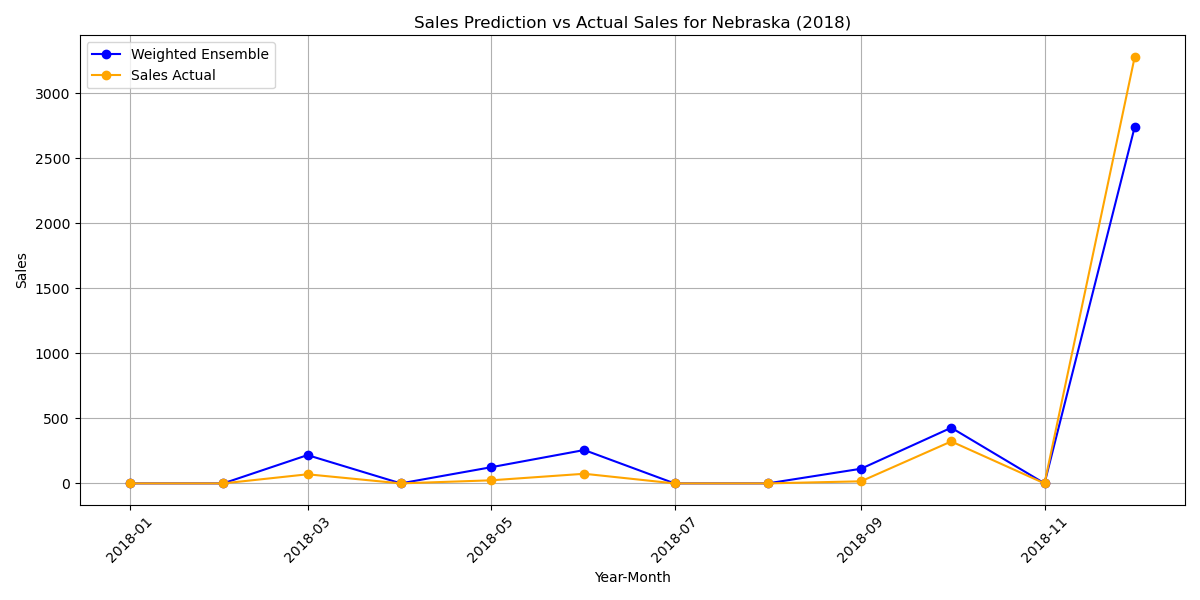 Sales Prediction vs Actual Sales for Nebraska (2018)
Weighted Ensemble
Sales Actual
3000
2500
2000
1500
1000
500
0
Sales
2018-01
2018-03
2018-05
2018-07
2018-09
2018-11
Year-Month